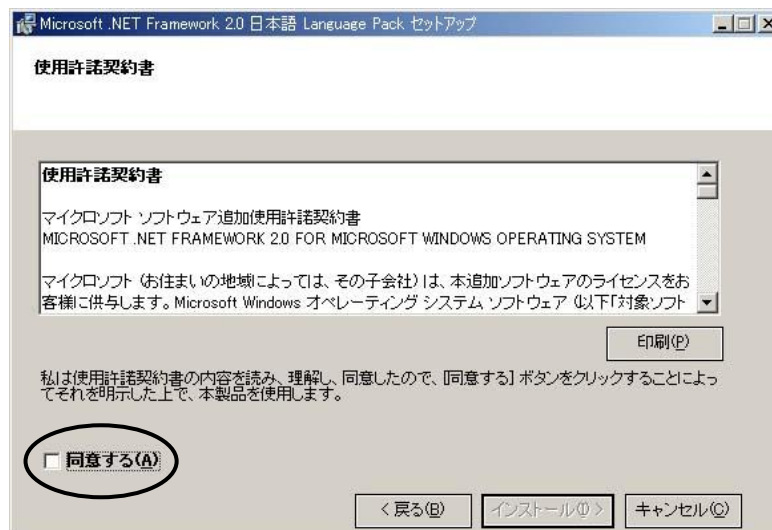 Microsoft .NET Framework 2.0 日本語 Language Pack セットアップ
使用許諾契約書
使用許諾契約書
マイクロソフト ソフトウェア追加使用許諾契約書
MICROSOFT .NET FRAMEWORK 2.0 FOR MICROSOFT WINDOWS OPERATING SYSTEM
マイクロソフト (お住まいの地域によっては、その子会社) は、本追加ソフトウェアのライセンスをお
客様に供与します。Microsoft Windows オペレーティング システム ソフトウェア (以下「対象ソフト
印刷(P)
私は使用許諾契約書の内容を読み、理解し、同意したので、[同意する] ボタンをクリックすることによっ
てそれを明示した上で、本製品を使用します。
同意する(A)
< 戻る(B) インストール(I) > キャンセル(C)